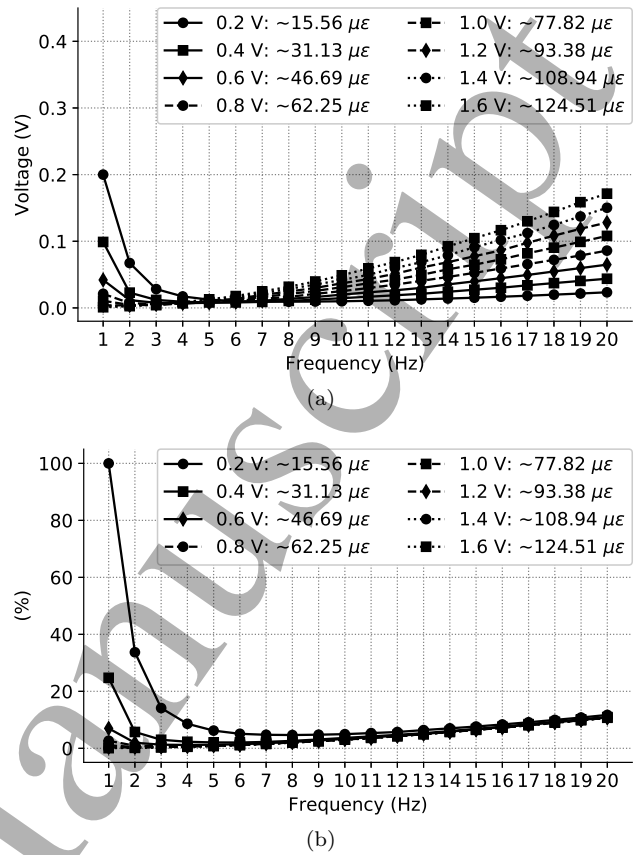 0.2 V: ~15.56 με
0.4 V: ~31.13 με
0.6 V: ~46.69 με
0.8 V: ~62.25 με
1.0 V: ~77.82 με
1.2 V: ~93.38 με
1.4 V: ~108.94 με
1.6 V: ~124.51 με
0.4
0.3
0.2
0.1
0.0
Voltage (V)
1 2 3 4 5 6 7 8 9 10 11 12 13 14 15 16 17 18 19 20
Frequency (Hz)
(a)
0.2 V: ~15.56 με
0.4 V: ~31.13 με
0.6 V: ~46.69 με
0.8 V: ~62.25 με
1.0 V: ~77.82 με
1.2 V: ~93.38 με
1.4 V: ~108.94 με
1.6 V: ~124.51 με
100
80
60
40
20
0
(%)
1 2 3 4 5 6 7 8 9 10 11 12 13 14 15 16 17 18 19 20
Frequency (Hz)
(b)
anuscript